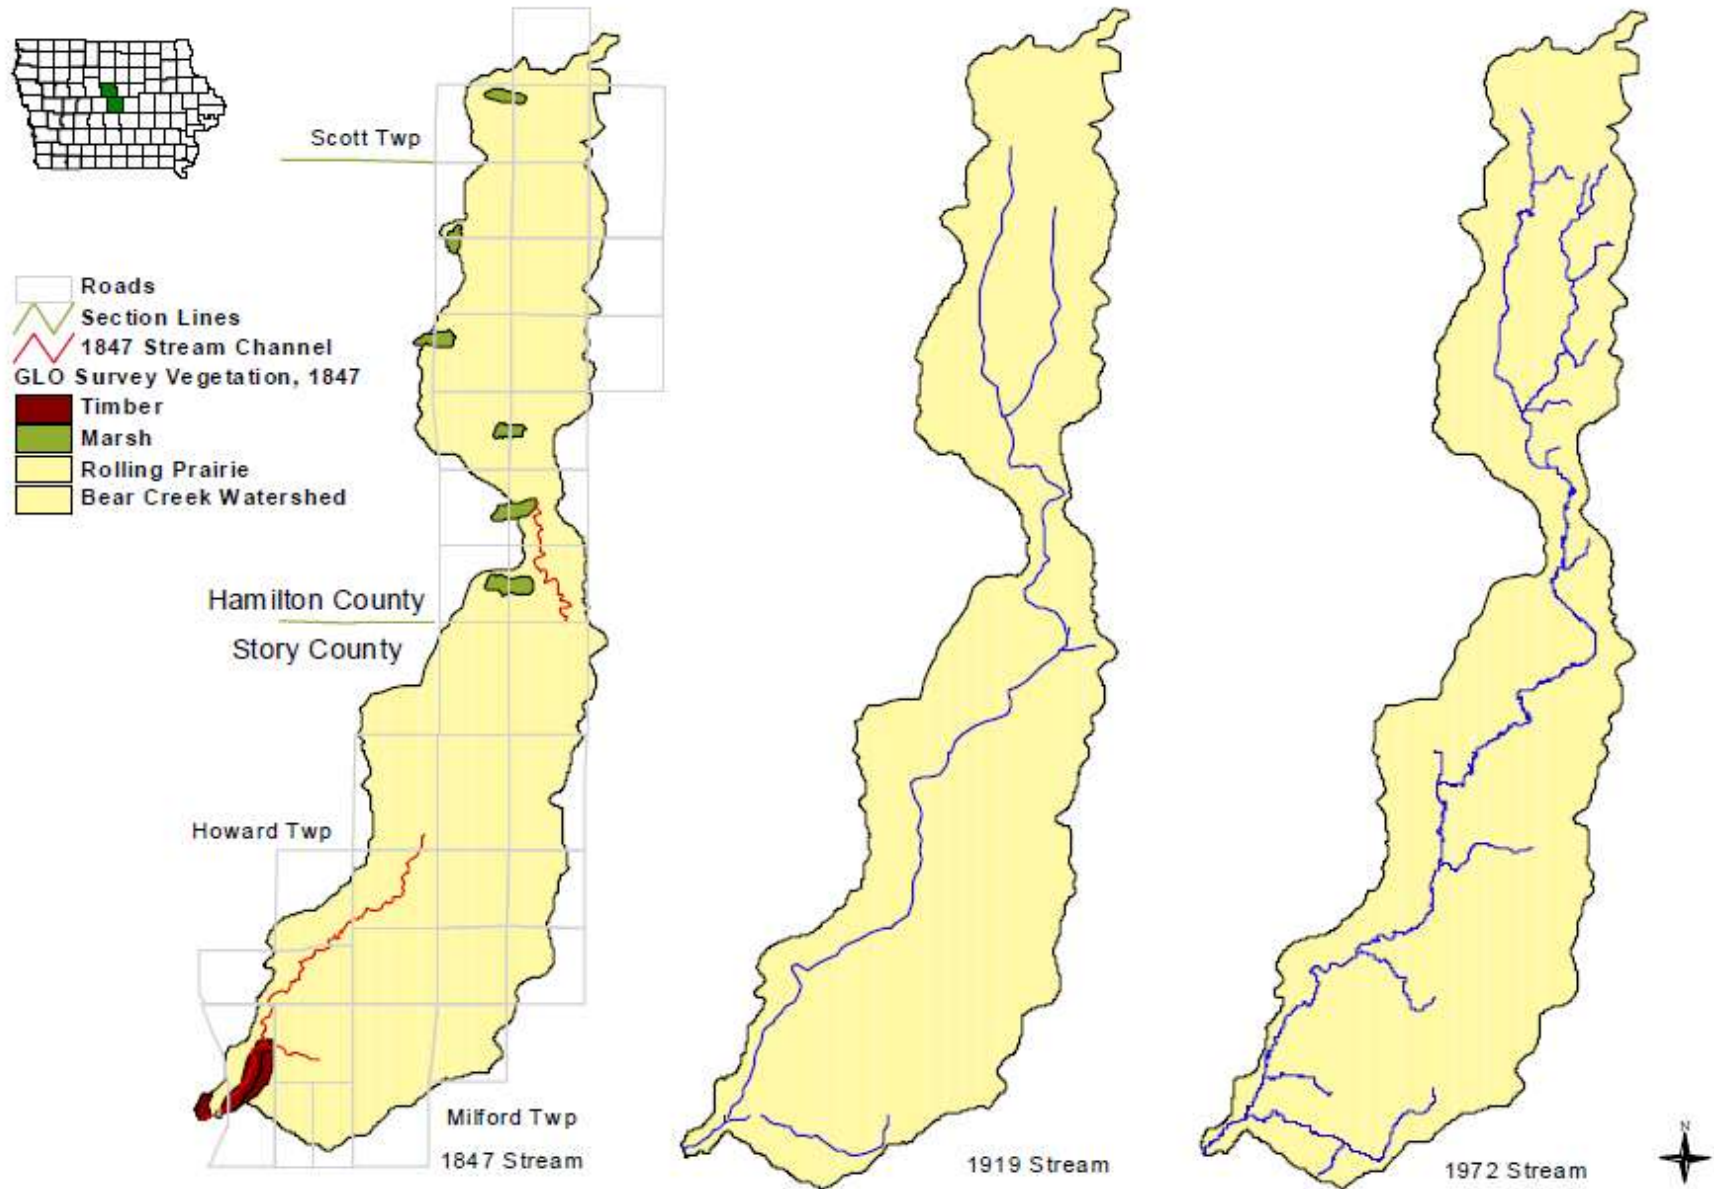 Scott Twp
Roads
Section Lines
1847 Stream Channel
GLO Survey Vegetation, 1847
Timber
Marsh
Rolling Prairie
Bear Creek Watershed
Hamilton County
Story County
Howard Twp
Milford Twp
1847 Stream
1919 Stream
1972 Stream
N